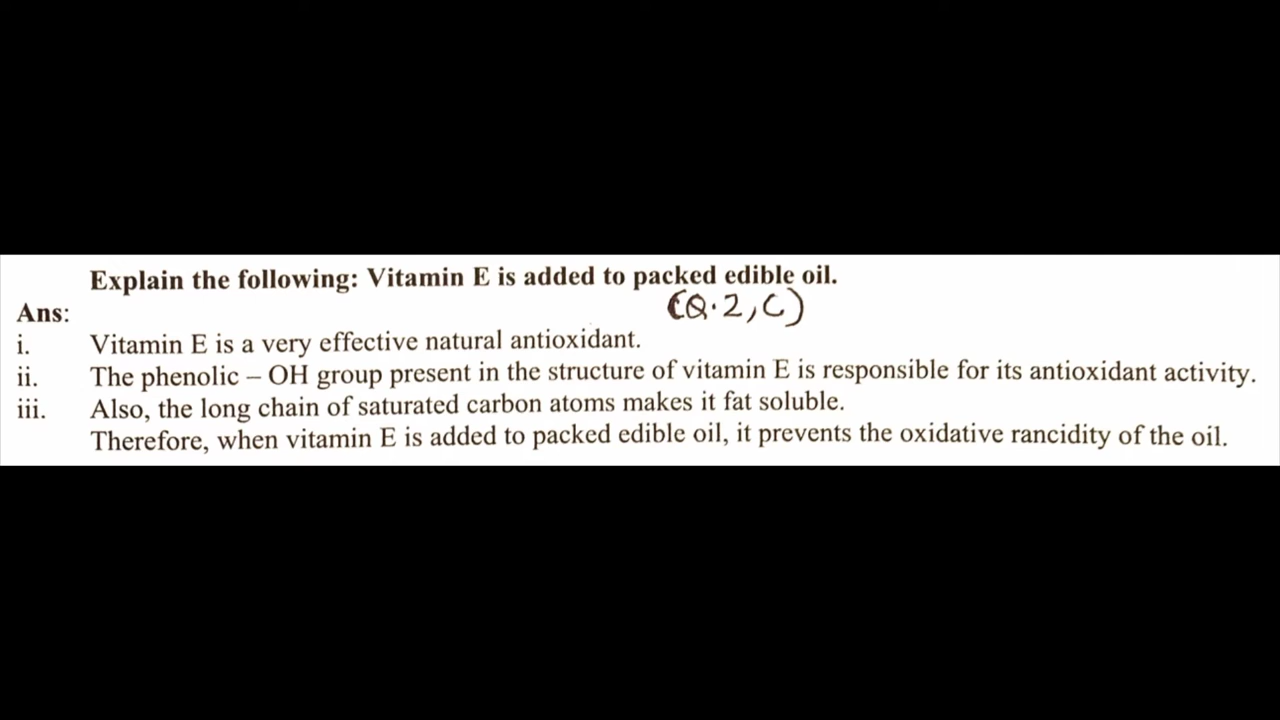 Explain the following: Vitamin E is added to packed edible oil.
(Q.2, C)
Ans:
i. Vitamin E is a very effective natural antioxidant.
ii. The phenolic – OH group present in the structure of vitamin E is responsible for its antioxidant activity.
iii. Also, the long chain of saturated carbon atoms makes it fat soluble.
Therefore, when vitamin E is added to packed edible oil, it prevents the oxidative rancidity of the oil.